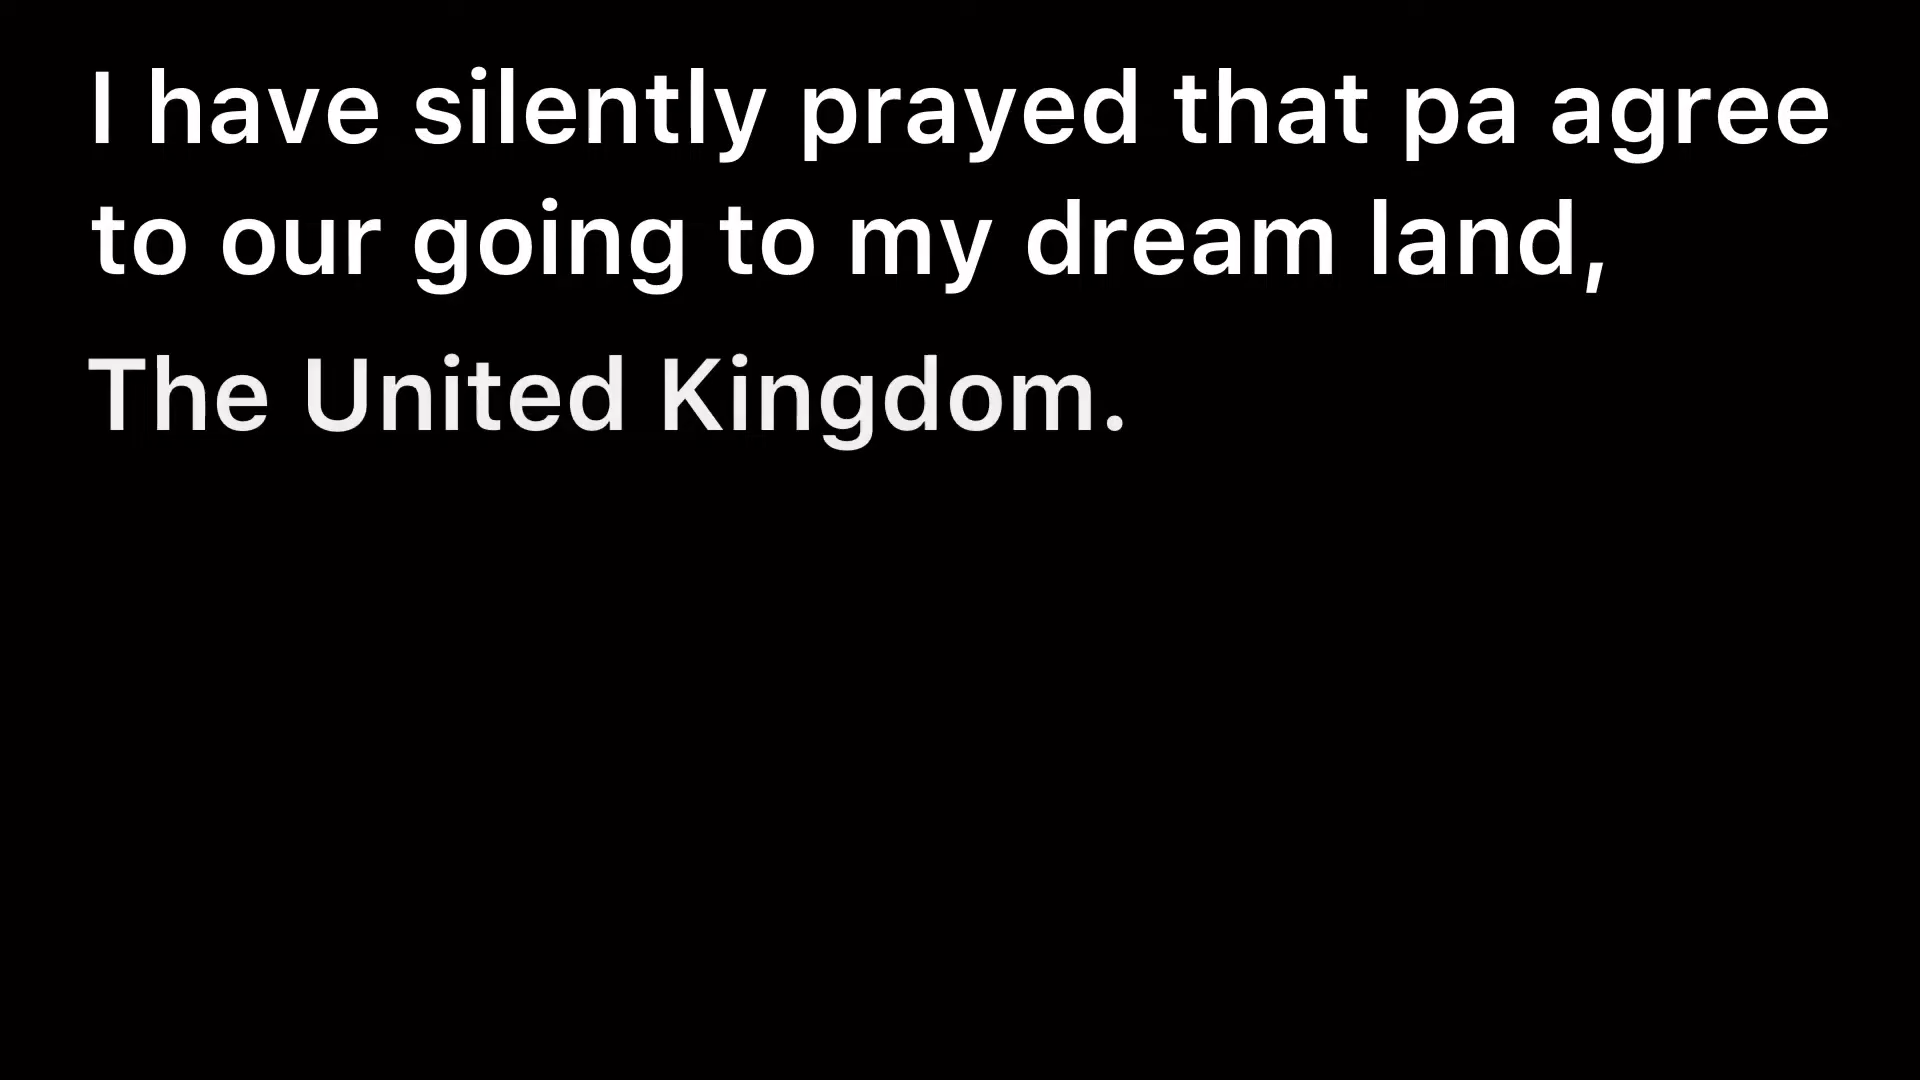 I have silently prayed that pa agree
to our going to my dream land,
The United Kingdom.